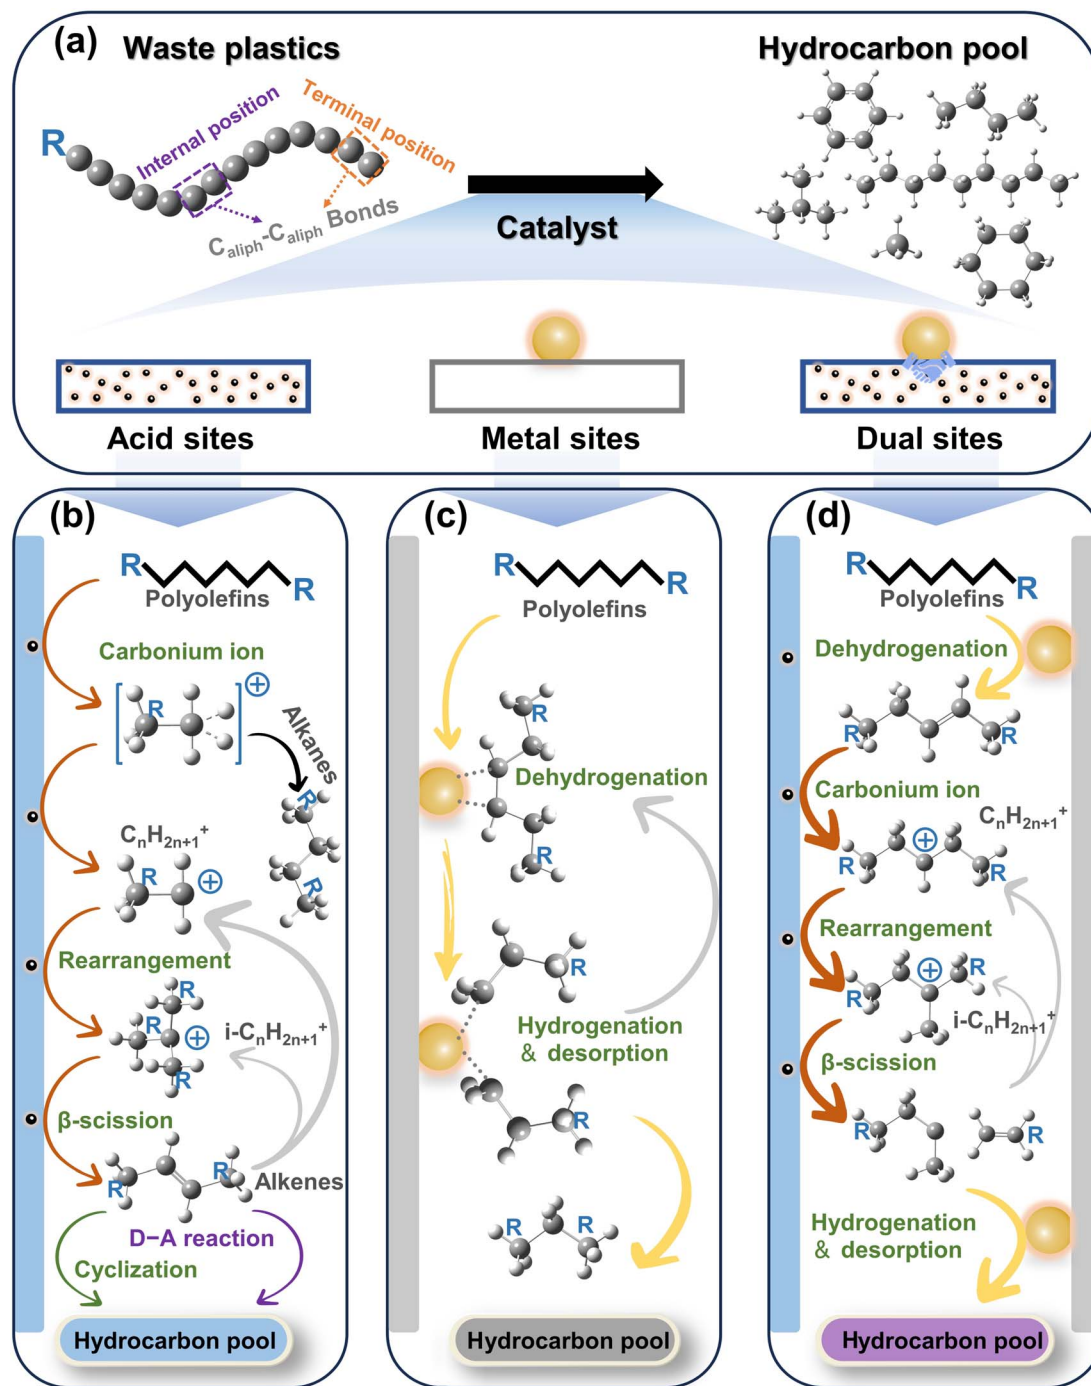 (a)
Waste plastics
Hydrocarbon pool
R
Internal position
Terminal position
C_aliph-C_aliph Bonds
Catalyst
Acid sites
Metal sites
Dual sites
(b)
R
R
Polyolefins
Carbonium ion
R
Alkanes
R
R
CₙH₂ₙ₊₁⁺
R
Rearrangement
R
R
R
i-CₙH₂ₙ₊₁⁺
β-scission
R
R
Alkenes
D-A reaction
Cyclization
Hydrocarbon pool
(c)
R
R
Polyolefins
R
Dehydrogenation
R
R
Hydrogenation
& desorption
R
R
R
Hydrocarbon pool
(d)
R
R
Polyolefins
Dehydrogenation
R
R
Carbonium ion
CₙH₂ₙ₊₁⁺
R
R
Rearrangement
R
R
i-CₙH₂ₙ₊₁⁺
β-scission
R
R
Hydrogenation
& desorption
Hydrocarbon pool